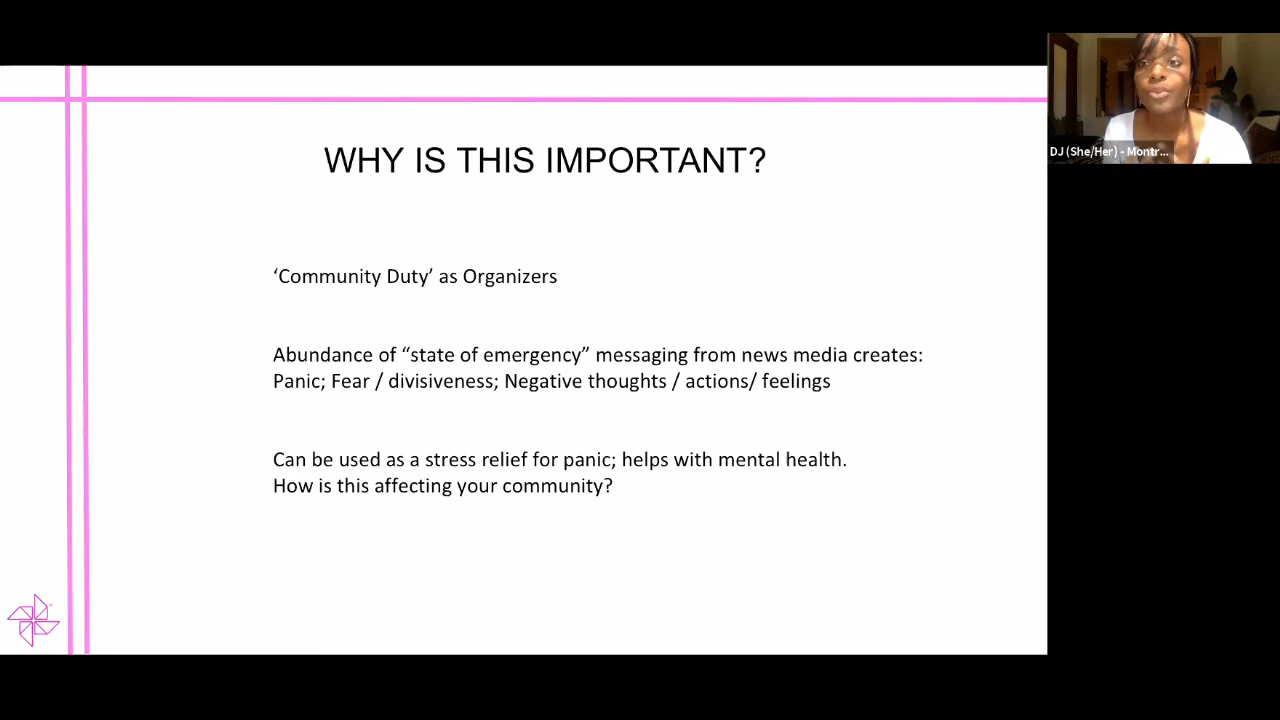 WHY IS THIS IMPORTANT?
‘Community Duty’ as Organizers
Abundance of “state of emergency” messaging from news media creates:
Panic; Fear / divisiveness; Negative thoughts / actions/ feelings
Can be used as a stress relief for panic; helps with mental health.
How is this affecting your community?
DJ (She/Her) - Montr...